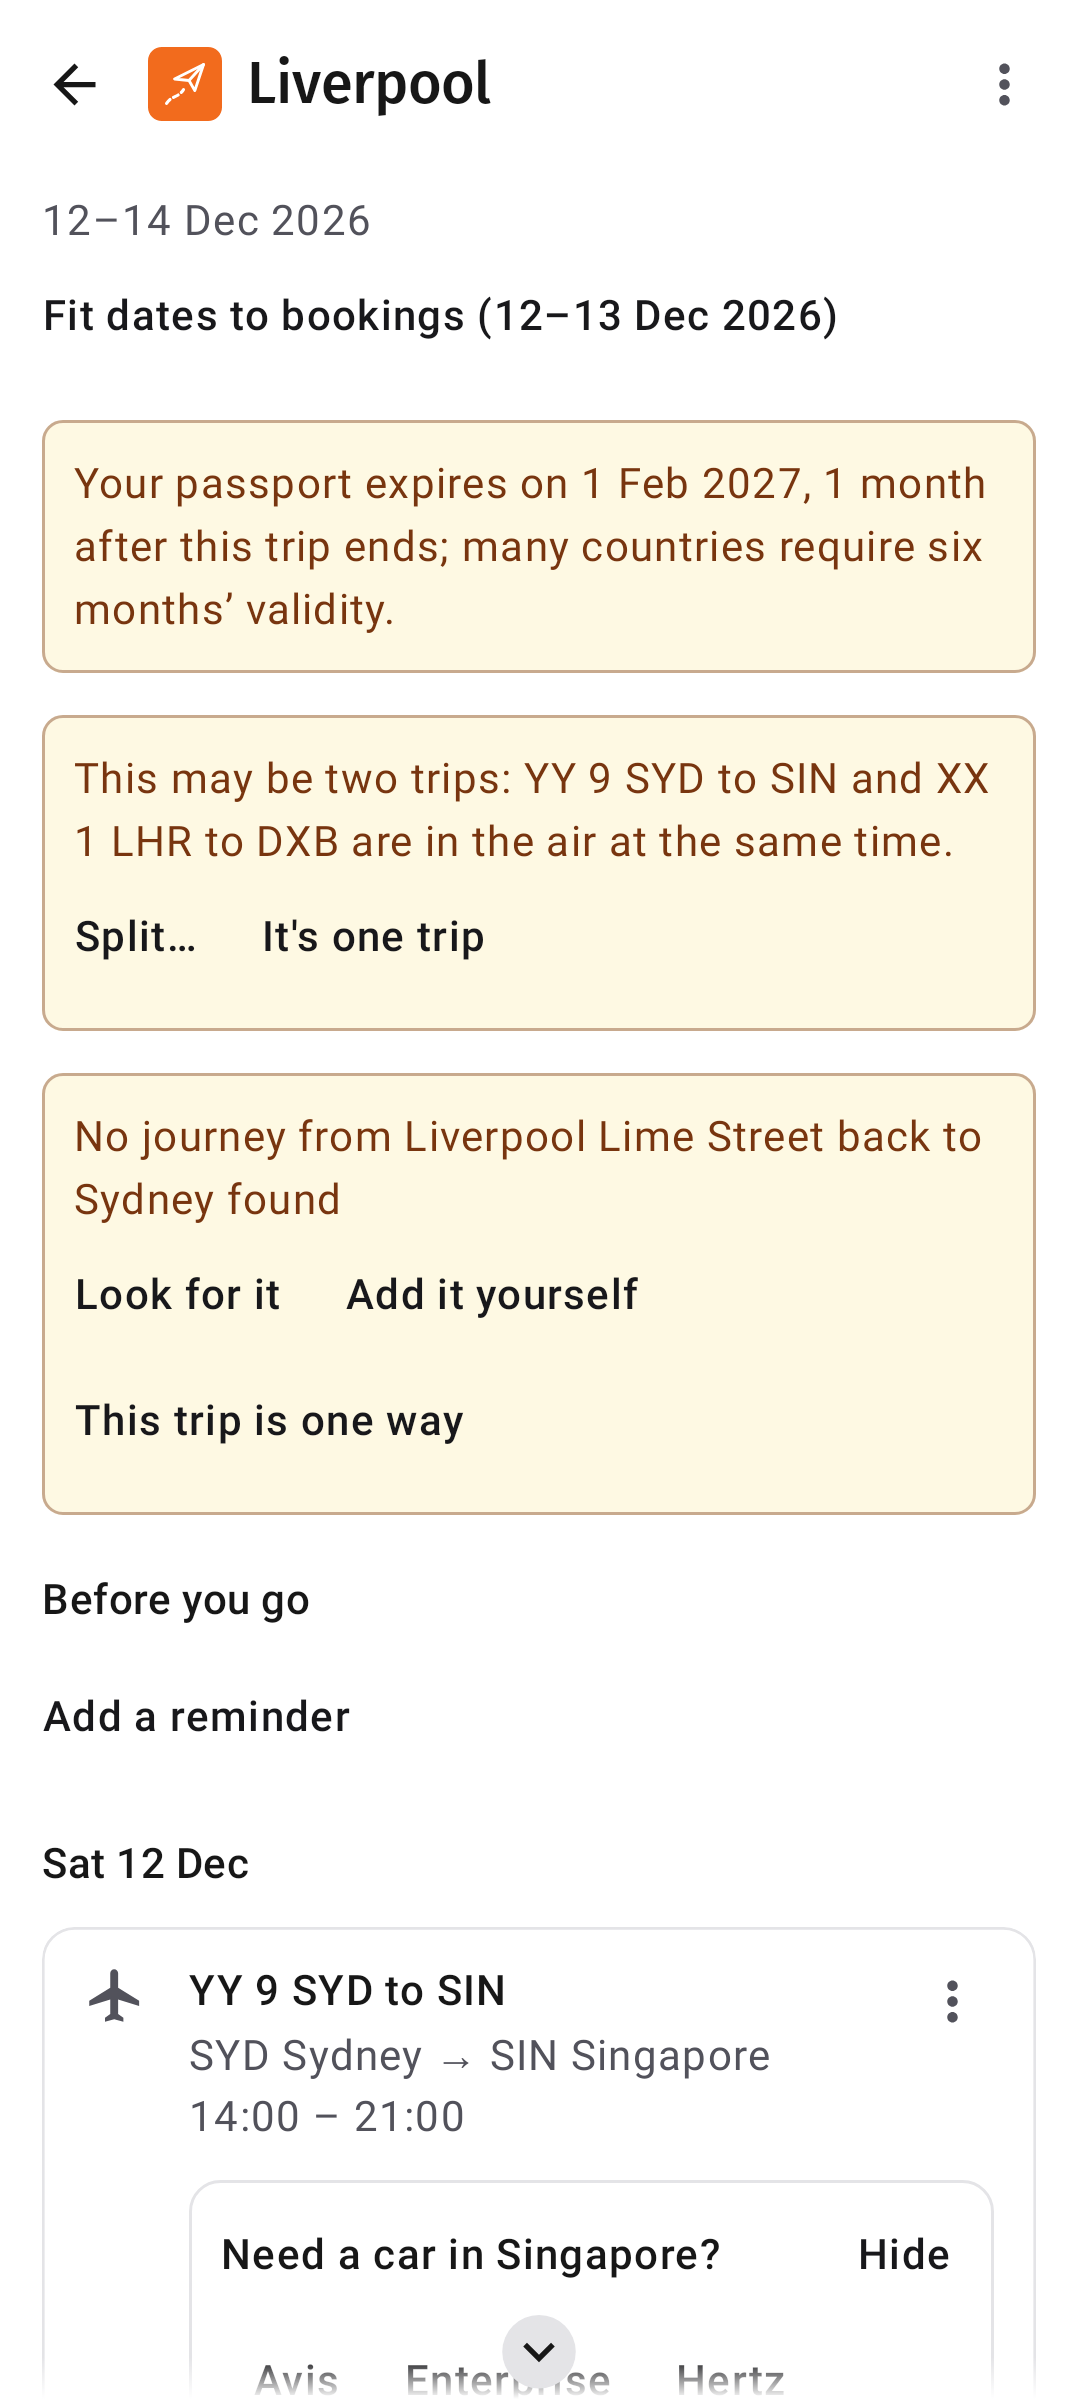 Liverpool
12–14 Dec 2026
Fit dates to bookings (12–13 Dec 2026)
Your passport expires on 1 Feb 2027, 1 month
after this trip ends; many countries require six
months’ validity.
This may be two trips: YY 9 SYD to SIN and XX
1 LHR to DXB are in the air at the same time.
Split… It's one trip
No journey from Liverpool Lime Street back to
Sydney found
Look for it Add it yourself
This trip is one way
Before you go
Add a reminder
Sat 12 Dec
YY 9 SYD to SIN
SYD Sydney → SIN Singapore
14:00 – 21:00
Need a car in Singapore? Hide
Avis Enterprise Hertz